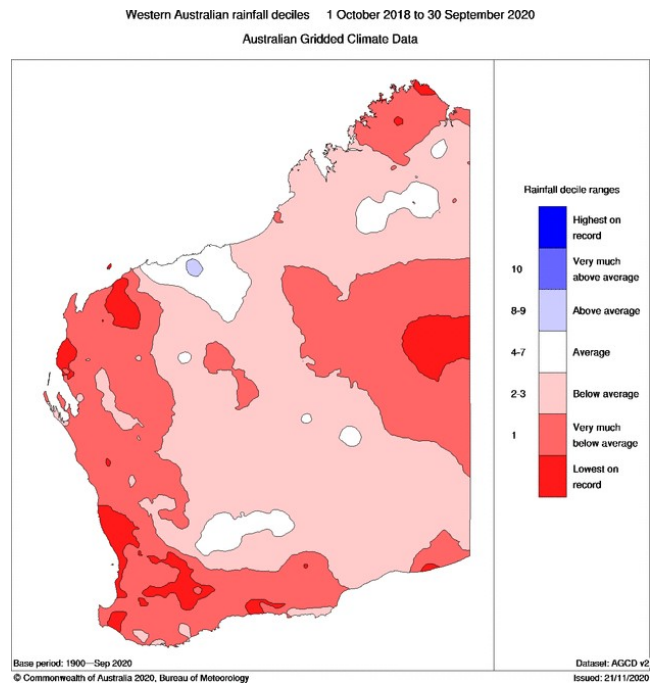 Western Australian rainfall deciles 1 October 2018 to 30 September 2020
Australian Gridded Climate Data
Rainfall decile ranges
Highest on
record
10
Very much
above average
8-9
Above average
4-7
Average
2-3
Below average
1
Very much
below average
Lowest on
record
Base period: 1900—Sep 2020
Dataset: AGCD v2
© Commonwealth of Australia 2020, Bureau of Meteorology
Issued: 21/11/2020